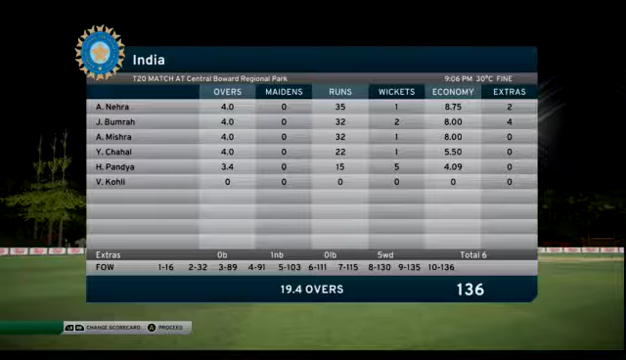 India
T20 MATCH AT Central Boward Regional Park 9:06 PM 30°C FINE
OVERS MAIDENS RUNS WICKETS ECONOMY EXTRAS
A. Nehra 4.0 0 35 1 8.75 2
J. Bumrah 4.0 0 32 2 8.00 4
A. Mishra 4.0 0 32 1 8.00 0
Y. Chahal 4.0 0 22 1 5.50 0
H. Pandya 3.4 0 15 5 4.09 0
V. Kohli 0 0 0 0 0 0
Extras 0b 1nb 0lb 5wd Total 6
FOW 1-16 2-32 3-89 4-91 5-103 6-111 7-115 8-130 9-135 10-136
19.4 OVERS 136
CHANGE SCORECARD A PROCEED